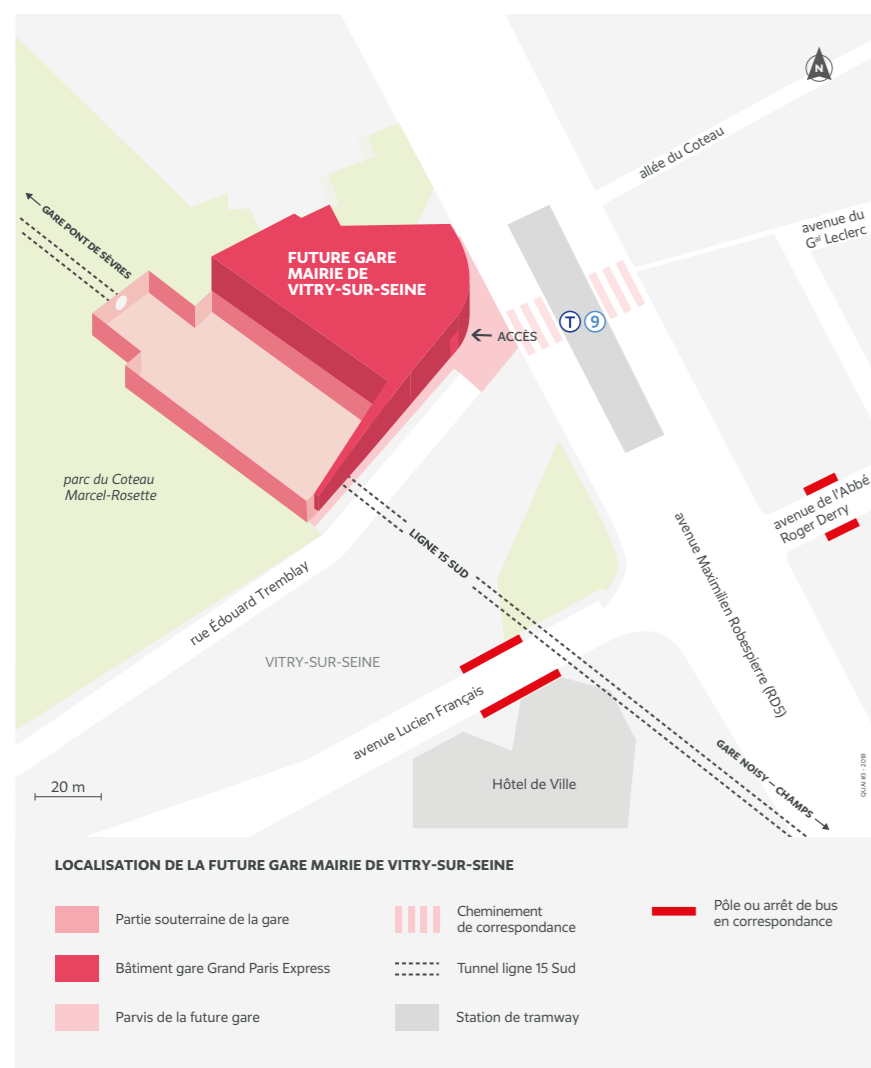 N
allée du Coteau
avenue du
Gal Leclerc
GARE PONT DE SÈVRES
FUTURE GARE
MAIRIE DE
VITRY-SUR-SEINE
T 9
ACCÈS
parc du Coteau
Marcel-Rosette
avenue de l'Abbé
Roger Derry
LIGNE 15 SUD
avenue Maximilien Robespierre (RD5)
rue Édouard Tremblay
VITRY-SUR-SEINE
avenue Lucien Français
GARE NOISY – CHAMPS
QUAI #3 - 2018
20 m
Hôtel de Ville
LOCALISATION DE LA FUTURE GARE MAIRIE DE VITRY-SUR-SEINE
Partie souterraine de la gare
Bâtiment gare Grand Paris Express
Parvis de la future gare
Cheminement
de correspondance
Tunnel ligne 15 Sud
Station de tramway
Pôle ou arrêt de bus
en correspondance